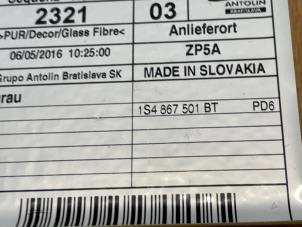 2321 03 ANTOLIN
>PUR/Decor/Glass Fibre< Anlieferort
06/05/2016 10:25:00 ZP5A
Grupo Antolin Bratislava SK MADE IN SLOVAKIA
grau
1S4 867 501 BT PD6